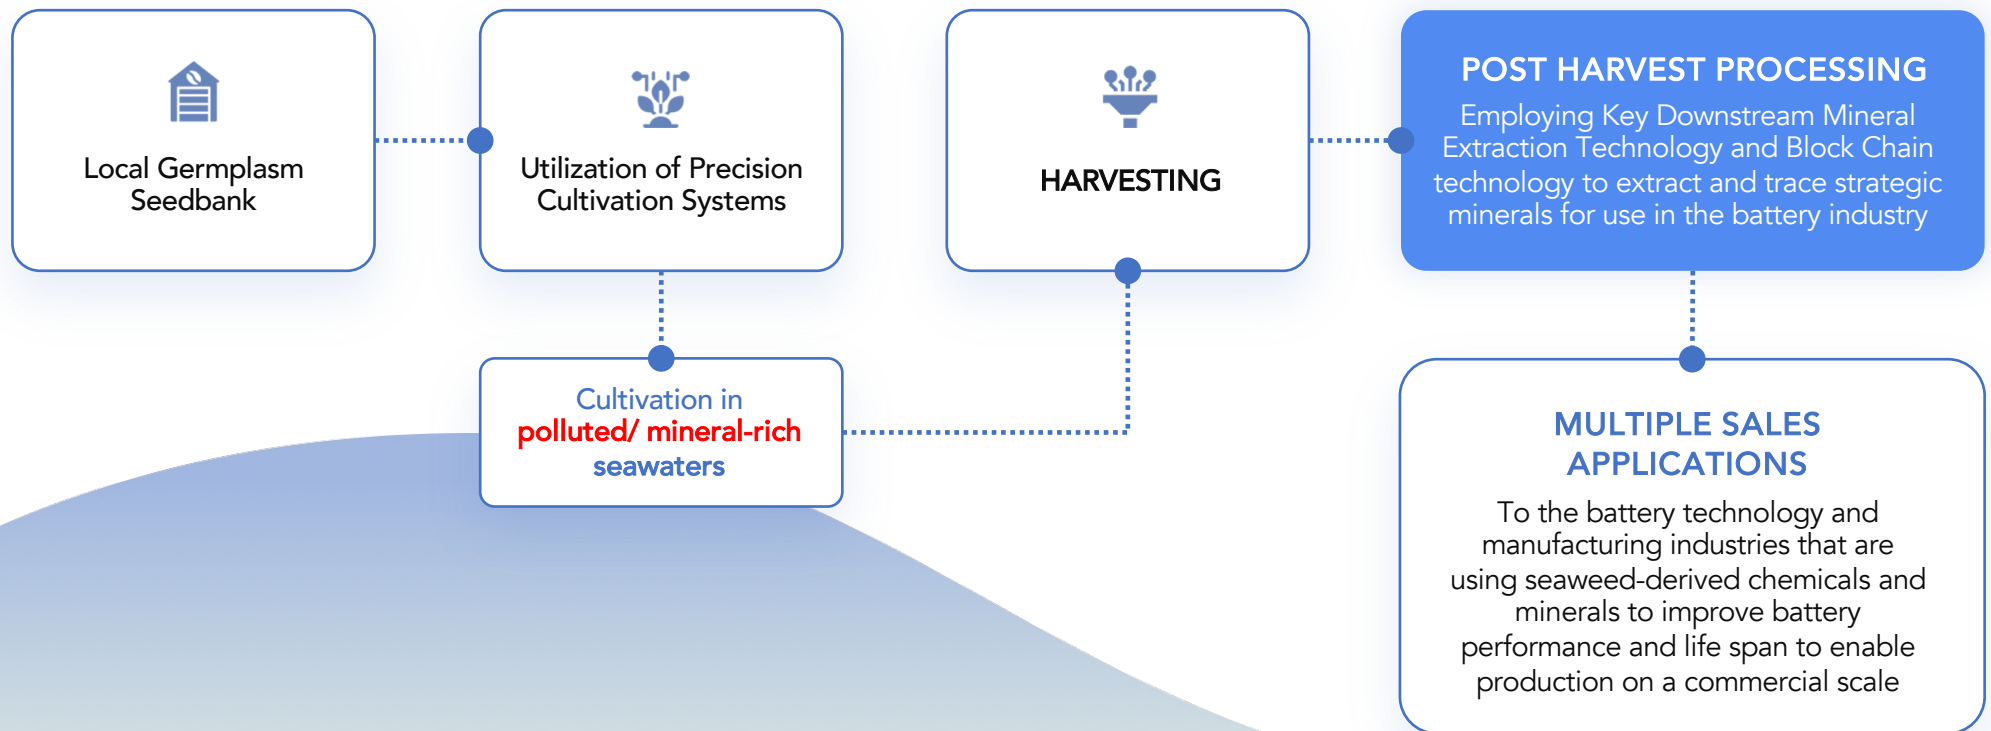 Local Germplasm
Seedbank
Utilization of Precision
Cultivation Systems
Cultivation in
polluted/ mineral-rich
seawaters
HARVESTING
POST HARVEST PROCESSING
Employing Key Downstream Mineral
Extraction Technology and Block Chain
technology to extract and trace strategic
minerals for use in the battery industry
MULTIPLE SALES
APPLICATIONS
To the battery technology and
manufacturing industries that are
using seaweed-derived chemicals and
minerals to improve battery
performance and life span to enable
production on a commercial scale